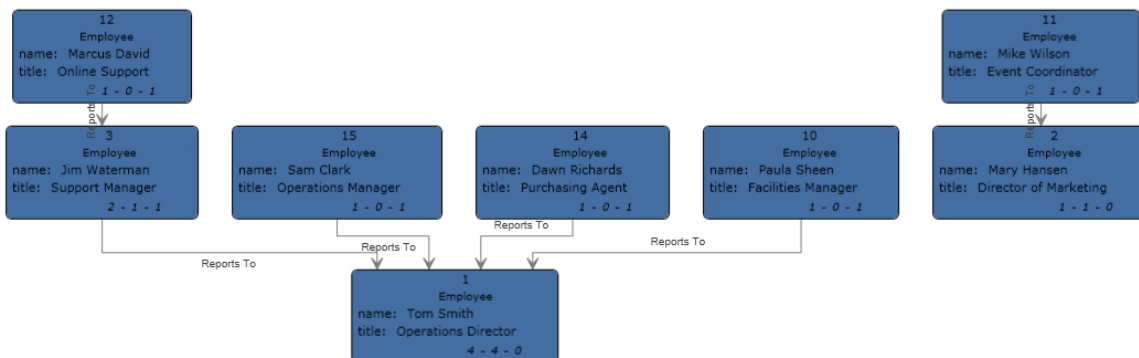 12
Employee
name: Marcus David
title: Online Support
1 - 0 - 1
11
Employee
name: Mike Wilson
title: Event Coordinator
1 - 0 - 1
Reports To
Reports To
3
Employee
name: Jim Waterman
title: Support Manager
2 - 1 - 1
15
Employee
name: Sam Clark
title: Operations Manager
1 - 0 - 1
14
Employee
name: Dawn Richards
title: Purchasing Agent
1 - 0 - 1
10
Employee
name: Paula Sheen
title: Facilities Manager
1 - 0 - 1
2
Employee
name: Mary Hansen
title: Director of Marketing
1 - 1 - 0
Reports To
Reports To
Reports To
Reports To
1
Employee
name: Tom Smith
title: Operations Director
4 - 4 - 0